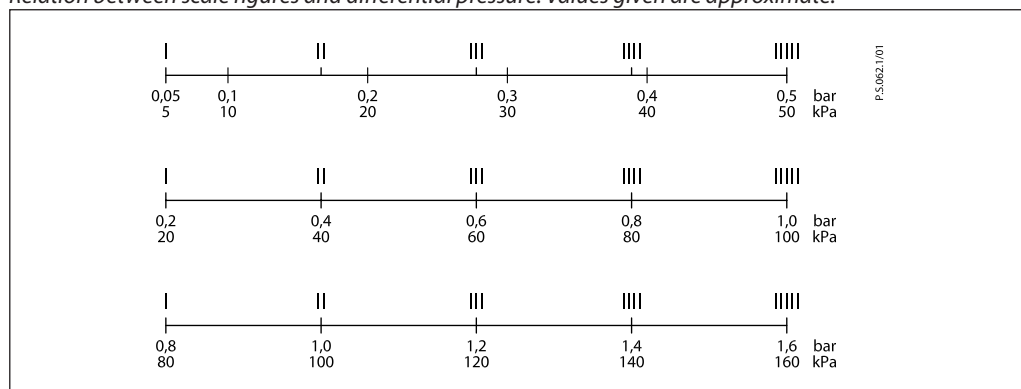 Relation between scale figures and differential pressure. Values given are approximate.
I II III IIII IIIII
0,05 0,1 0,2 0,3 0,4 0,5 bar
5 10 20 30 40 50 kPa
P.S.062.1/01
I II III IIII IIIII
0,2 0,4 0,6 0,8 1,0 bar
20 40 60 80 100 kPa
I II III IIII IIIII
0,8 1,0 1,2 1,4 1,6 bar
80 100 120 140 160 kPa